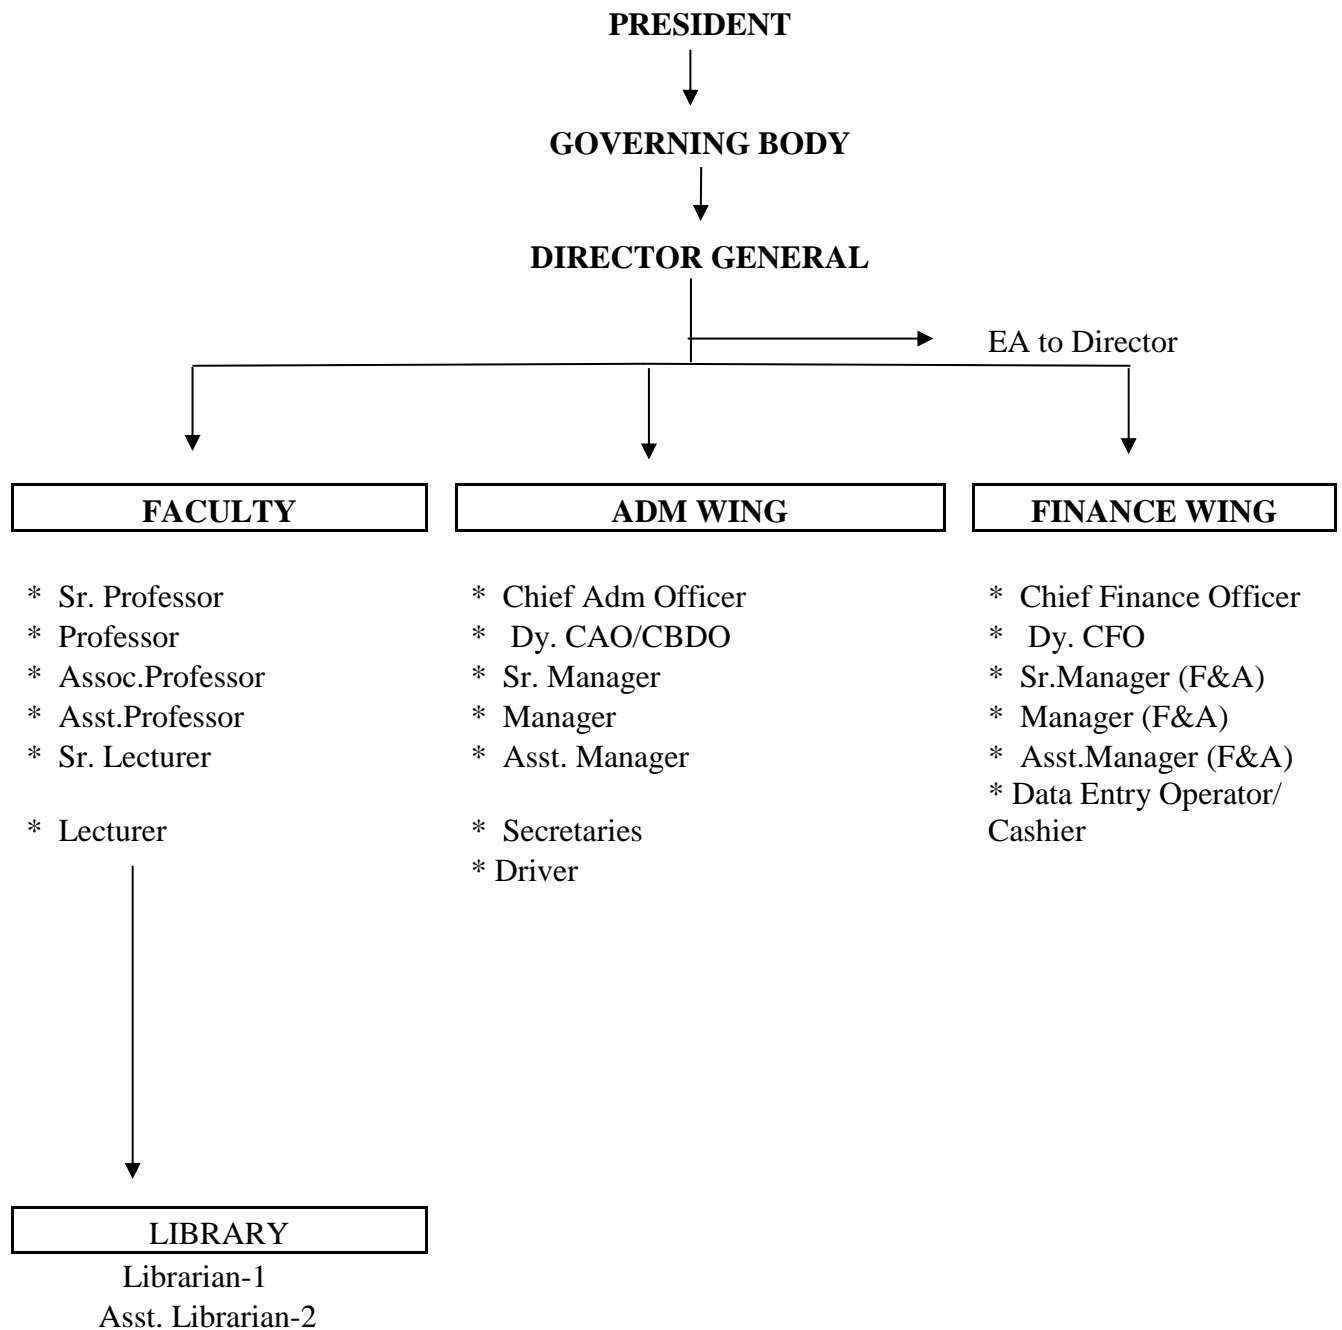 PRESIDENT
GOVERNING BODY
DIRECTOR GENERAL
EA to Director
FACULTY
* Sr. Professor
* Professor
* Assoc.Professor
* Asst.Professor
* Sr. Lecturer
* Lecturer
ADM WING
* Chief Adm Officer
* Dy. CAO/CBDO
* Sr. Manager
* Manager
* Asst. Manager
* Secretaries
* Driver
FINANCE WING
* Chief Finance Officer
* Dy. CFO
* Sr.Manager (F&A)
* Manager (F&A)
* Asst.Manager (F&A)
* Data Entry Operator/
Cashier
LIBRARY
Librarian-1
Asst. Librarian-2